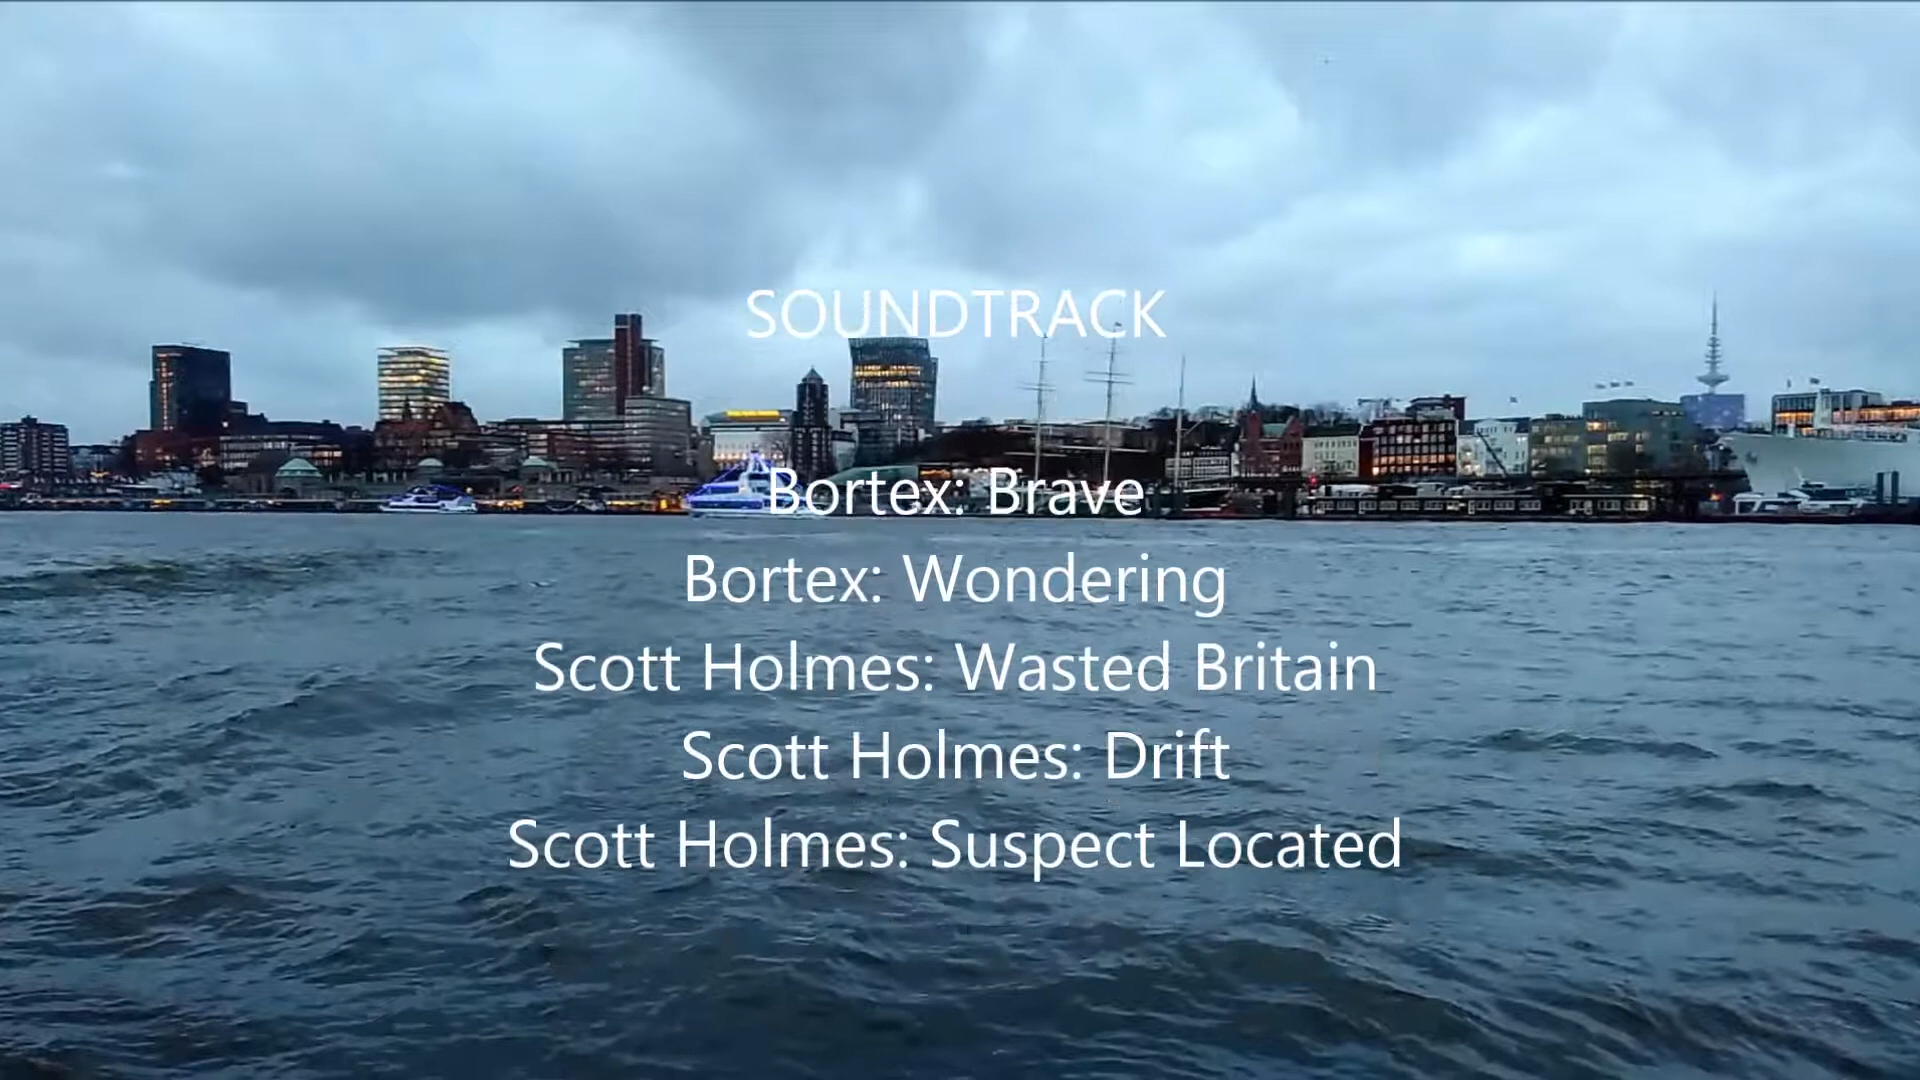 SOUNDTRACK
Bortex: Brave
Bortex: Wondering
Scott Holmes: Wasted Britain
Scott Holmes: Drift
Scott Holmes: Suspect Located